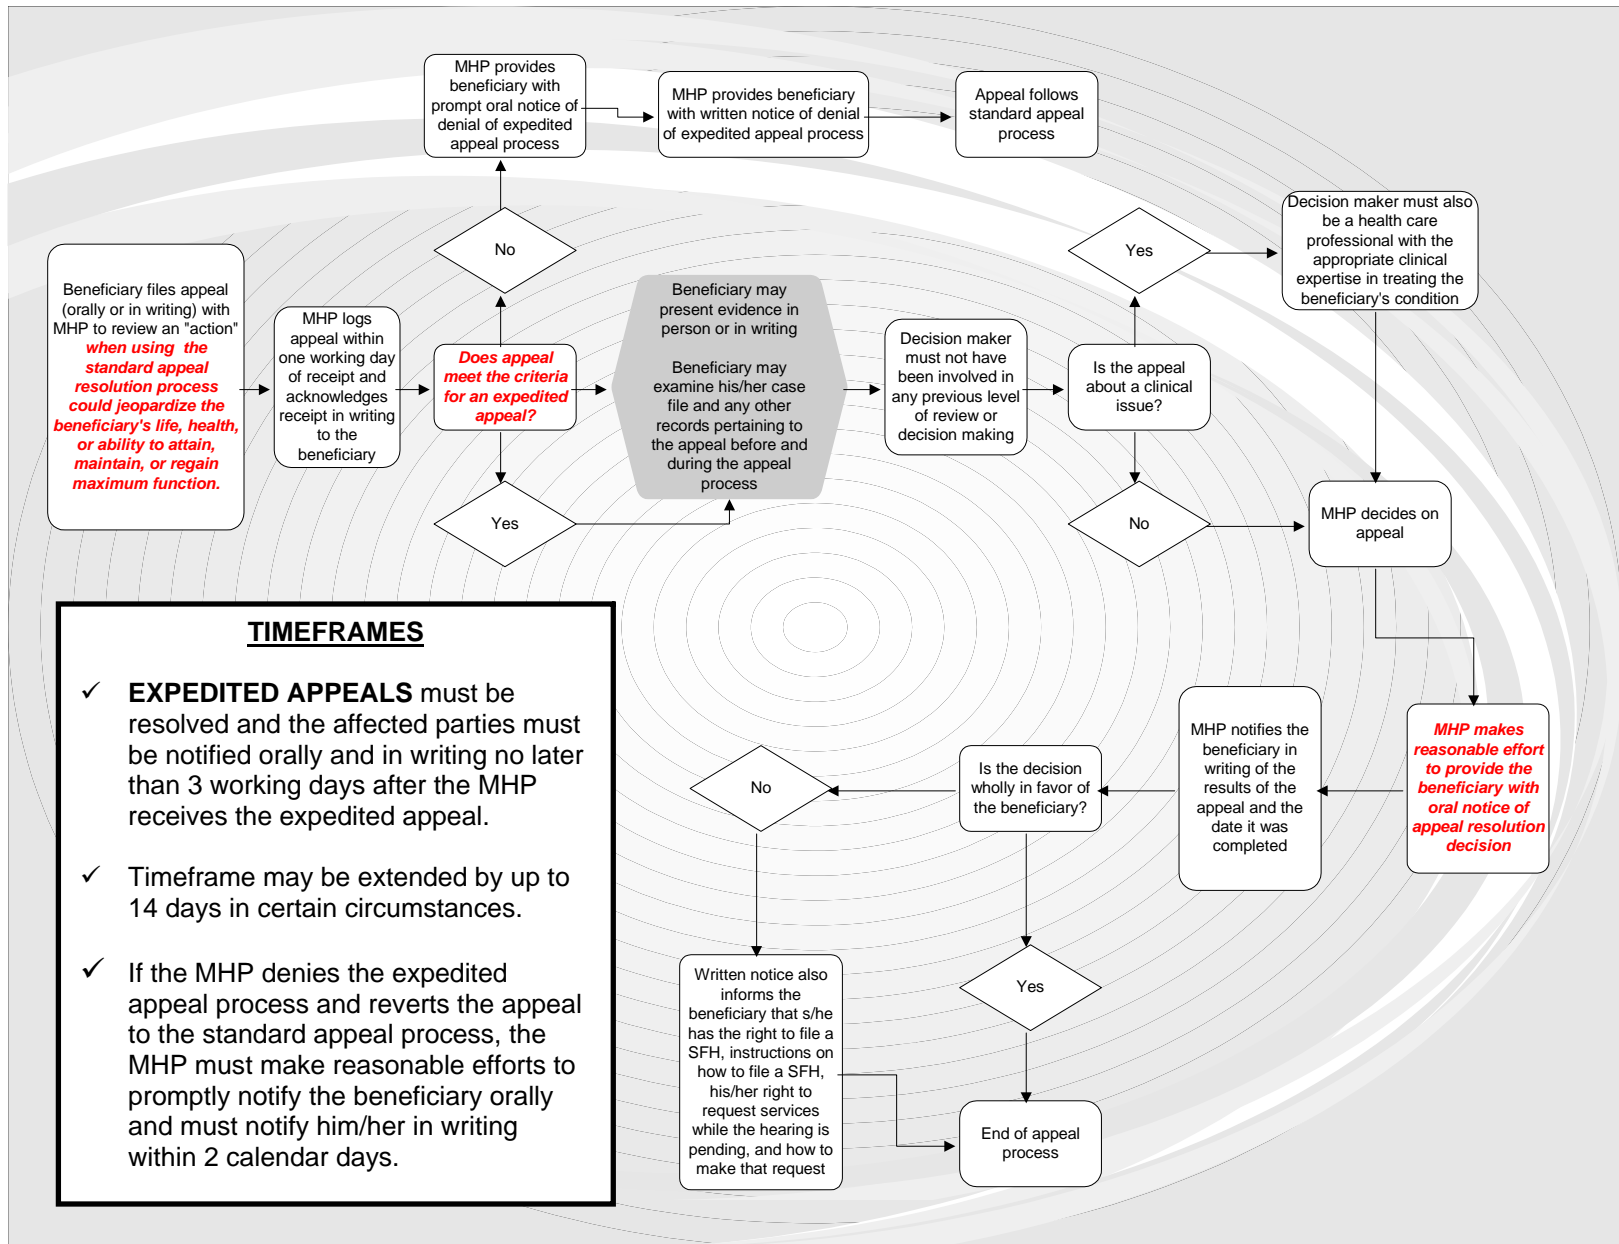 MHP provides
beneficiary with
prompt oral notice of
denial of expedited
appeal process
MHP provides beneficiary
with written notice of denial
of expedited appeal process
Appeal follows
standard appeal
process
No
Yes
Decision maker must also
be a health care
professional with the
appropriate clinical
expertise in treating the
beneficiary's condition
Beneficiary files appeal
(orally or in writing) with
MHP to review an "action"
when using the
standard appeal
resolution process
could jeopardize the
beneficiary's life, health,
or ability to attain,
maintain, or regain
maximum function.
MHP logs
appeal within
one working day
of receipt and
acknowledges
receipt in writing
to the
beneficiary
Does appeal
meet the criteria
for an expedited
appeal?
Beneficiary may
present evidence in
person or in writing
Beneficiary may
examine his/her case
file and any other
records pertaining to
the appeal before and
during the appeal
process
Decision maker
must not have
been involved in
any previous level
of review or
decision making
Is the appeal
about a clinical
issue?
Yes
No
MHP decides on
appeal
TIMEFRAMES
✓ EXPEDITED APPEALS must be
resolved and the affected parties must
be notified orally and in writing no later
than 3 working days after the MHP
receives the expedited appeal.
✓ Timeframe may be extended by up to
14 days in certain circumstances.
✓ If the MHP denies the expedited
appeal process and reverts the appeal
to the standard appeal process, the
MHP must make reasonable efforts to
promptly notify the beneficiary orally
and must notify him/her in writing
within 2 calendar days.
No
Is the decision
wholly in favor of
the beneficiary?
MHP notifies the
beneficiary in
writing of the
results of the
appeal and the
date it was
completed
MHP makes
reasonable effort
to provide the
beneficiary with
oral notice of
appeal resolution
decision
Written notice also
informs the
beneficiary that s/he
has the right to file a
SFH, instructions on
how to file a SFH,
his/her right to
request services
while the hearing is
pending, and how to
make that request
Yes
End of appeal
process